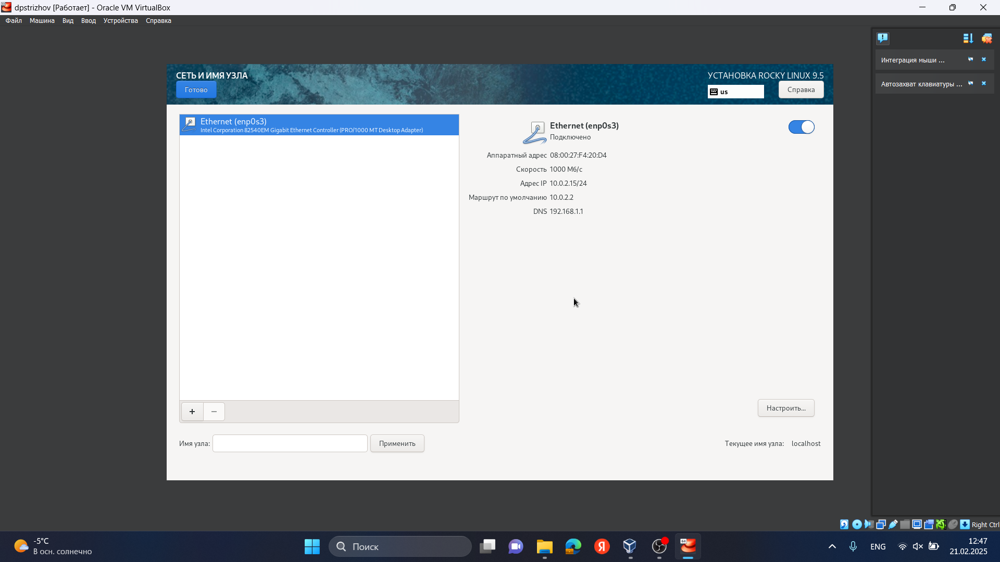 dpstrizhov [Работает] - Oracle VM VirtualBox
Файл Машина Вид Ввод Устройства Справка
Интеграция мыши ...
Автозахват клавиатуры ...
СЕТЬ И ИМЯ УЗЛА
УСТАНОВКА ROCKY LINUX 9.5
Готово
us
Справка
Ethernet (enp0s3)
Intel Corporation 82540EM Gigabit Ethernet Controller (PRO/1000 MT Desktop Adapter)
Ethernet (enp0s3)
Подключено
Аппаратный адрес 08:00:27:F4:20:D4
Скорость 1000 Мб/с
Адрес IP 10.0.2.15/24
Маршрут по умолчанию 10.0.2.2
DNS 192.168.1.1
+ −
Настроить...
Имя узла:
Применить
Текущее имя узла: localhost
Right Ctrl
-5°C
В осн. солнечно
Поиск
ENG
12:47
21.02.2025